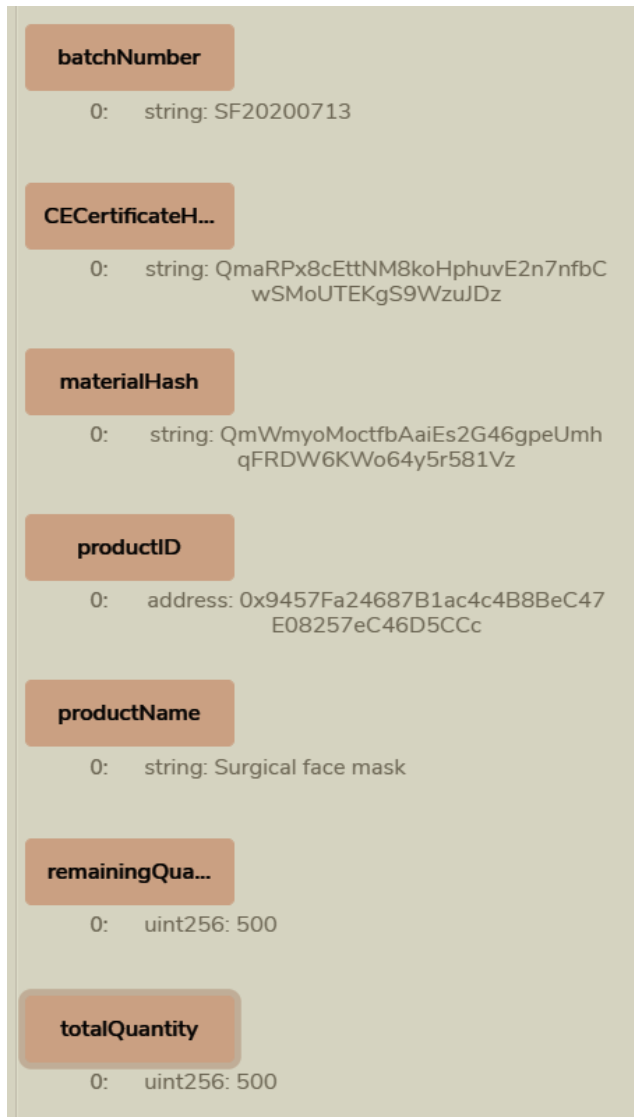 batchNumber
0: string: SF20200713
CECertificateH...
0: string: QmaRPx8cEttNM8koHphuvE2n7nfbC
wSMoUTEKgS9WzuJDz
materialHash
0: string: QmWmyoMoctfbAaiEs2G46gpeUmh
qFRDW6KWo64y5r581Vz
productID
0: address: 0x9457Fa24687B1ac4c4B8BeC47
E08257eC46D5CCc
productName
0: string: Surgical face mask
remainingQua...
0: uint256: 500
totalQuantity
0: uint256: 500